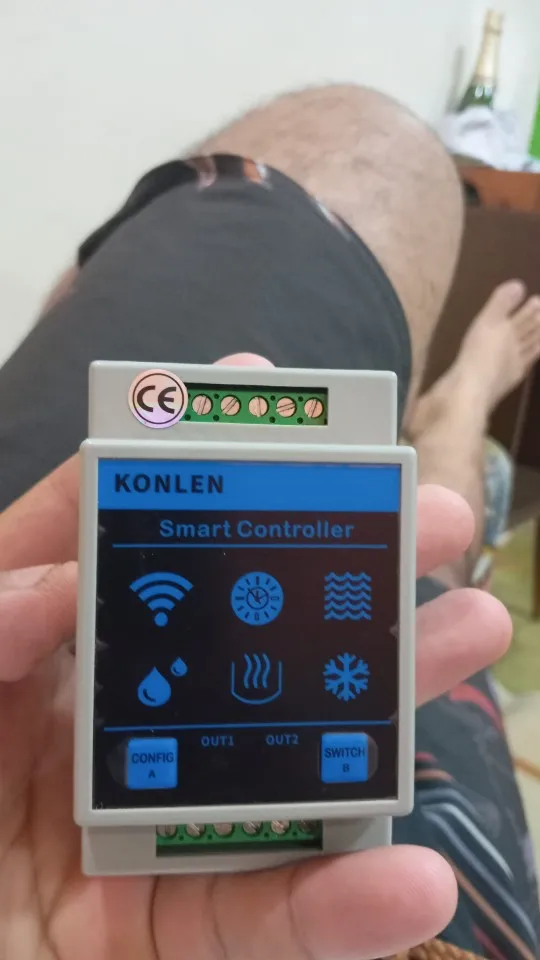 CE
KONLEN
Smart Controller
OUT1 OUT2
CONFIG
A
SWITCH
B